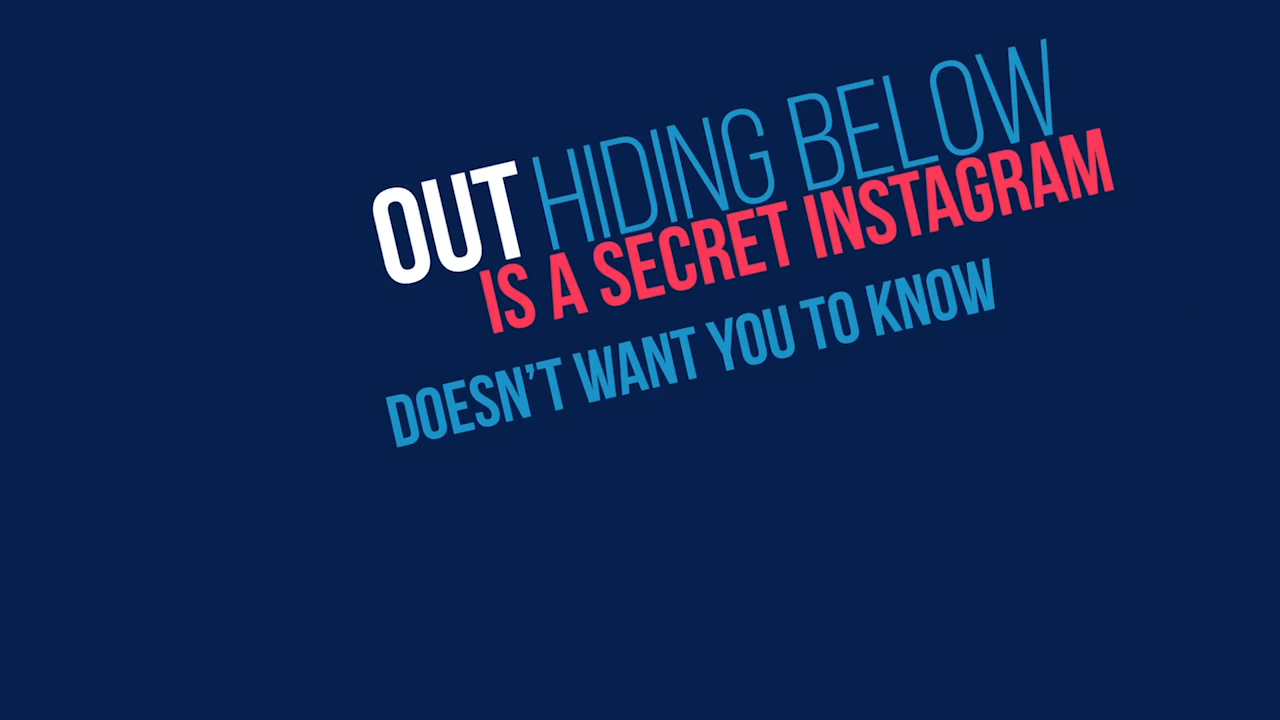 OUT HIDING BELOW
IS A SECRET INSTAGRAM
DOESN'T WANT YOU TO KNOW